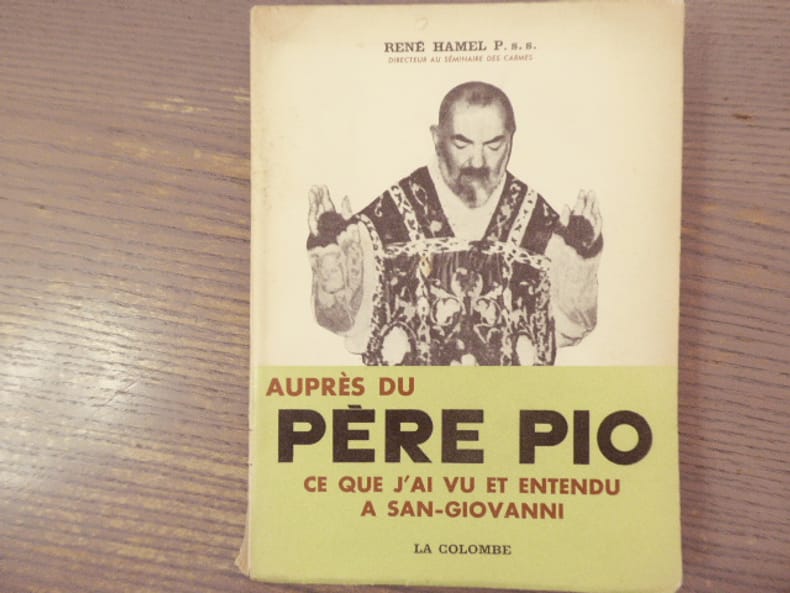 RENÉ HAMEL P. s. s.
DIRECTEUR AU SÉMINAIRE DES CARMES
AUPRÈS DU
PÈRE PIO
CE QUE J'AI VU ET ENTENDU
A SAN-GIOVANNI
LA COLOMBE